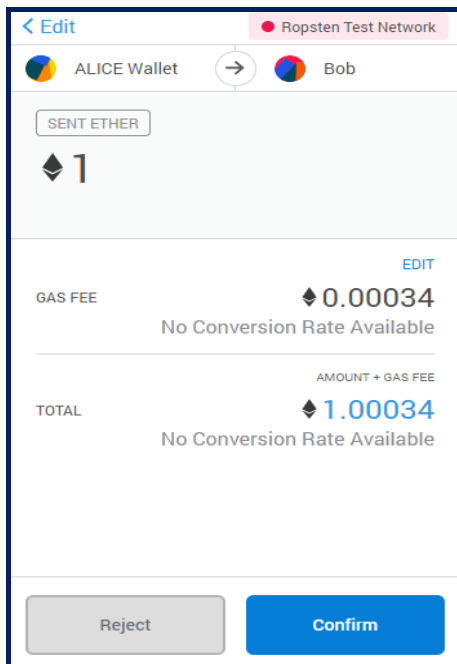 < Edit
Ropsten Test Network
ALICE Wallet
Bob
SENT ETHER
1
EDIT
GAS FEE
0.00034
No Conversion Rate Available
AMOUNT + GAS FEE
TOTAL
1.00034
No Conversion Rate Available
Reject
Confirm